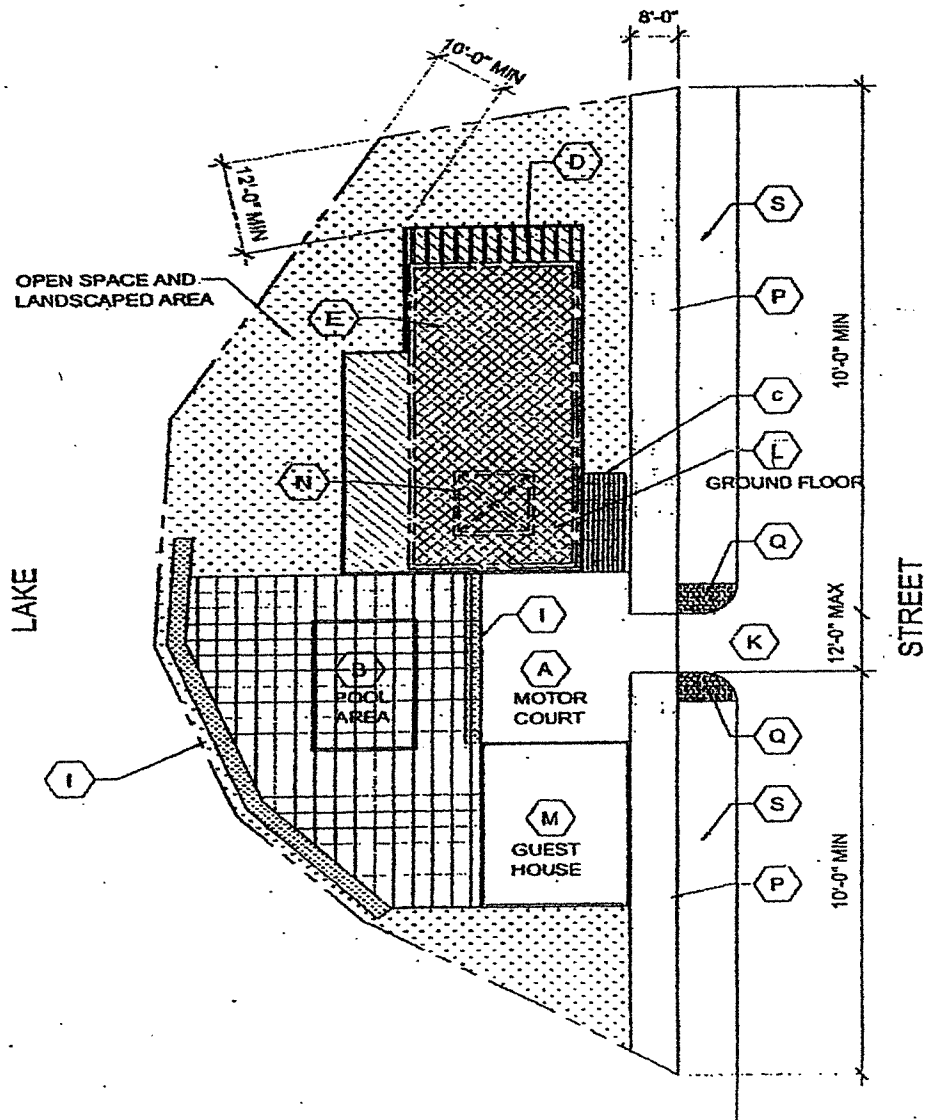 8'-0"
10'-0" MIN
12'-0" MIN
D
S
OPEN SPACE AND
LANDSCAPED AREA
P
E
10'-0" MIN
c
L
GROUND FLOOR
N
Q
LAKE
I
12'-0" MAX
STREET
K
A
MOTOR
COURT
B
POOL
AREA
Q
I
S
M
GUEST
HOUSE
P
10'-0" MIN